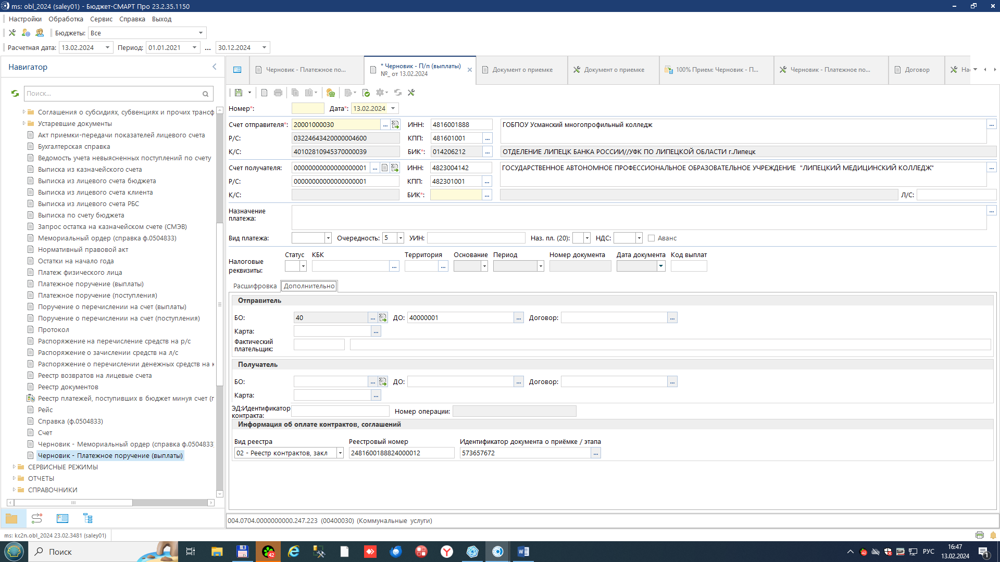 ms: obl_2024 (saley01) - Бюджет-СМАРТ Про 23.2.35.1150
Настройки Обработка Сервис Справка Выход
Бюджеты: Все
Расчетная дата: 13.02.2024 Период: 01.01.2021 ... 30.12.2024
Навигатор
Поиск...
Соглашения о субсидиях, субвенциях и прочих трансф
Устаревшие документы
Акт приемки-передачи показателей лицевого счета
Бухгалтерская справка
Ведомость учета невыясненных поступлений по счету
Выписка из казначейского счета
Выписка из лицевого счета бюджета
Выписка из лицевого счета клиента
Выписка из лицевого счета РБС
Выписка по счету бюджета
Запрос остатка на казначейском счете (СМЭВ)
Мемориальный ордер (справка ф.0504833)
Нормативный правовой акт
Остатки на начало года
Платеж физического лица
Платежное поручение (выплаты)
Платежное поручение (поступления)
Поручение о перечислении на счет (выплаты)
Поручение о перечислении на счет (поступления)
Протокол
Распоряжение на перечисление средств на р/с
Распоряжение о зачислении средств на л/с
Распоряжение о перечислении денежных средств на к
Реестр возвратов на лицевые счета
Реестр документов
Реестр платежей, поступивших в бюджет минуя счет (г
Рейс
Справка (ф.0504833)
Счет
Черновик - Мемориальный ордер (справка ф.0504833)
Черновик - Платежное поручение (выплаты)
СЕРВИСНЫЕ РЕЖИМЫ
ОТЧЕТЫ
СПРАВОЧНИКИ
Черновик - Платежное по...
* Черновик - П/п (выплаты)
№_ от 13.02.2024
Документ о приемке
Документ о приемке
100% Прием: Черновик - П...
Черновик - Платежное по...
Договор
Нас
Номер*: Дата*: 13.02.2024
Счет отправителя*: 20001000030 ... ИНН: 4816001888 ГОБПОУ Усманский многопрофильный колледж ...
Р/С: 03224643420000004600 КПП: 481601001 ...
К/С: 40102810945370000039 БИК*: 014206212 ... ОТДЕЛЕНИЕ ЛИПЕЦК БАНКА РОССИИ//УФК ПО ЛИПЕЦКОЙ ОБЛАСТИ г.Липецк
Счет получателя: 00000000000000000001 ... ИНН: 4823004142 ГОСУДАРСТВЕННОЕ АВТОНОМНОЕ ПРОФЕССИОНАЛЬНОЕ ОБРАЗОВАТЕЛЬНОЕ УЧРЕЖДЕНИЕ "ЛИПЕЦКИЙ МЕДИЦИНСКИЙ КОЛЛЕДЖ" ...
Р/С: 00000000000000000001 КПП: 482301001 ...
К/С: БИК*: ... Л/С:
Назначение платежа: ...
Вид платежа: Очередность: 5 УИН: Наз. пл. (20): НДС: Аванс
Статус КБК Территория Основание Период Номер документа Дата документа Код выплат
Налоговые реквизиты: ... ...
Расшифровка Дополнительно
Отправитель
БО: 40 ... ДО: 40000001 ... Договор: ...
Карта: ...
Фактический плательщик:
Получатель
БО: ... ДО: ... Договор: ...
Карта: ...
ЭД:Идентификатор контракта: Номер операции:
Информация об оплате контрактов, соглашений
Вид реестра Реестровый номер Идентификатор документа о приёмке / этапа
02 - Реестр контрактов, закл 2481600188824000012 573657672 ...
004.0704.0000000000.247.223 (00400030) (Коммунальные услуги)
ms: kc2n.obl_2024 23.02.3481 (saley01)
Поиск
42
42
РУС
16:47
13.02.2024
1